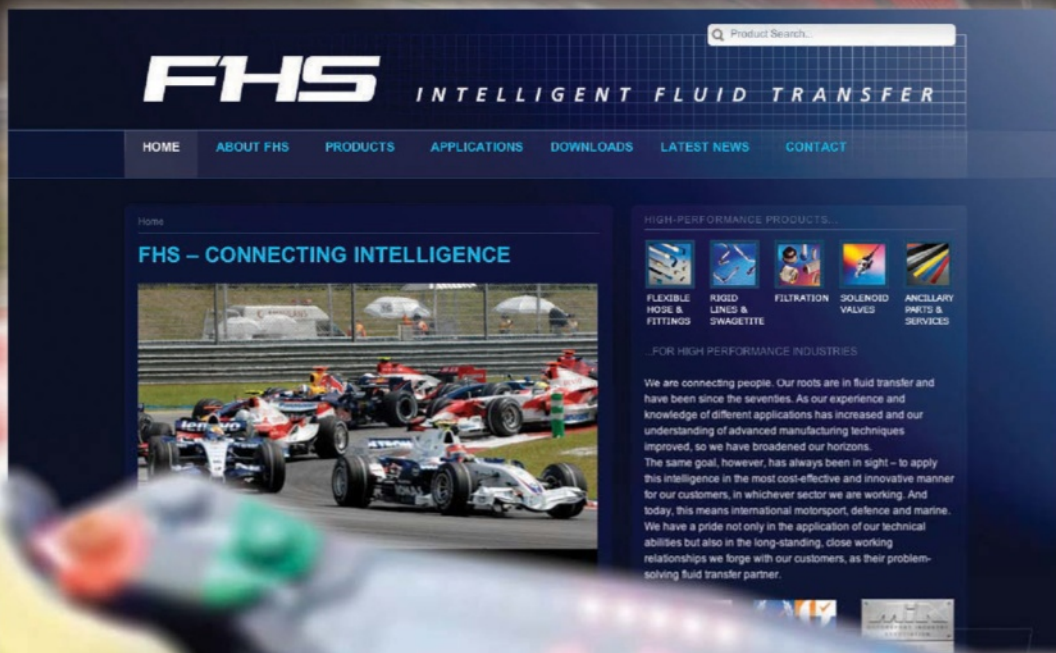 Product Search...
FHS
INTELLIGENT FLUID TRANSFER
HOME ABOUT FHS PRODUCTS APPLICATIONS DOWNLOADS LATEST NEWS CONTACT
Home
FHS – CONNECTING INTELLIGENCE
lenovo
HIGH-PERFORMANCE PRODUCTS...
FLEXIBLE
HOSE &
FITTINGS
RIGID
LINES &
SWAGETITE
FILTRATION
SOLENOID
VALVES
ANCILLARY
PARTS &
SERVICES
...FOR HIGH PERFORMANCE INDUSTRIES
We are connecting people. Our roots are in fluid transfer and
have been since the seventies. As our experience and
knowledge of different applications has increased and our
understanding of advanced manufacturing techniques
improved, so we have broadened our horizons.
The same goal, however, has always been in sight – to apply
this intelligence in the most cost-effective and innovative manner
for our customers, in whichever sector we are working. And
today, this means international motorsport, defence and marine.
We have a pride not only in the application of our technical
abilities but also in the long-standing, close working
relationships we forge with our customers, as their problem-
solving fluid transfer partner.
MIA